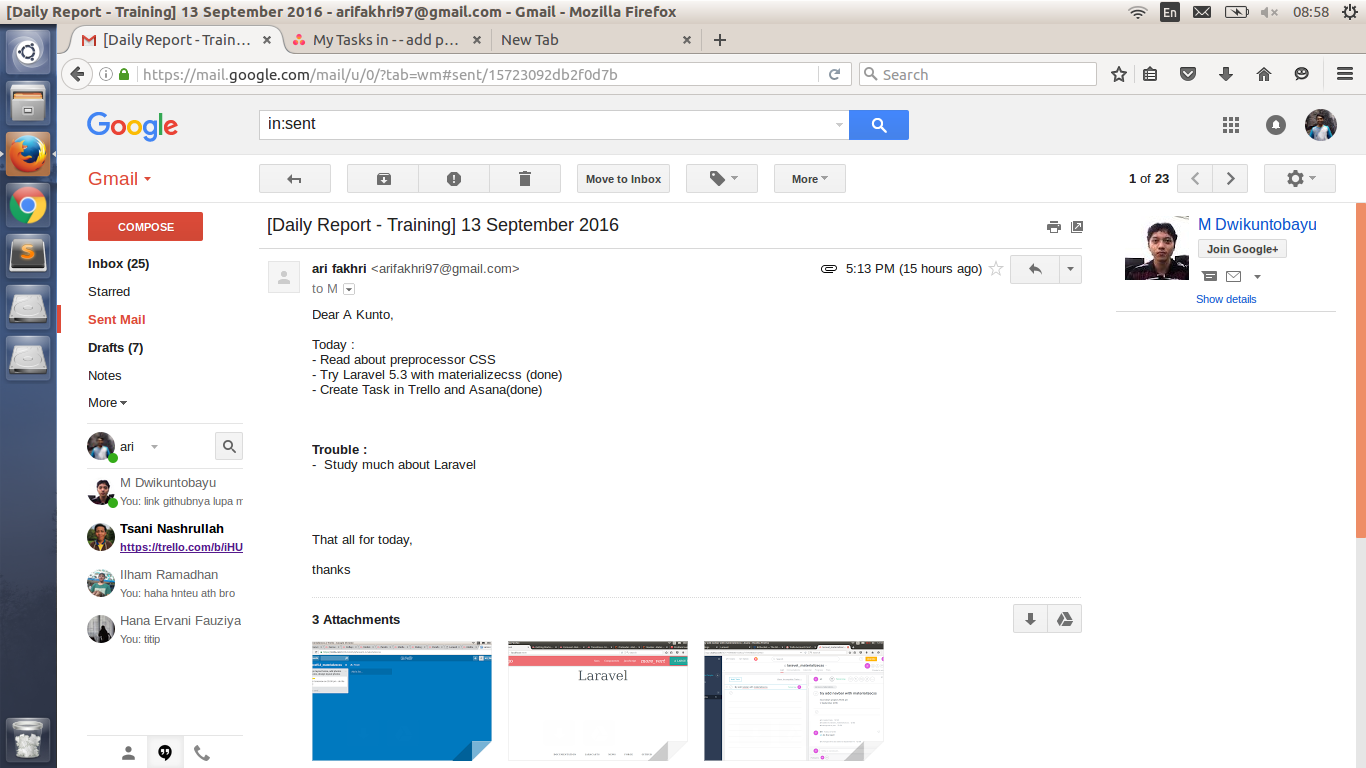 [Daily Report - Training] 13 September 2016 - arifakhri97@gmail.com - Gmail - Mozilla Firefox
En
08:58
[Daily Report - Train...
My Tasks in - - add p...
New Tab
https://mail.google.com/mail/u/0/?tab=wm#sent/15723092db2f0d7b
Search
Google
in:sent
Gmail
Move to Inbox
More
1 of 23
COMPOSE
Inbox (25)
Starred
Sent Mail
Drafts (7)
Notes
More
ari
M Dwikuntobayu
You: link githubnya lupa m
Tsani Nashrullah
https://trello.com/b/iHU
Ilham Ramadhan
You: haha hnteu ath bro
Hana Ervani Fauziya
You: titip
[Daily Report - Training] 13 September 2016
ari fakhri <arifakhri97@gmail.com>
5:13 PM (15 hours ago)
to M
Dear A Kunto,
Today :
- Read about preprocessor CSS
- Try Laravel 5.3 with materializecss (done)
- Create Task in Trello and Asana(done)
Trouble :
- Study much about Laravel
That all for today,
thanks
3 Attachments
Laravel
M Dwikuntobayu
Join Google+
Show details